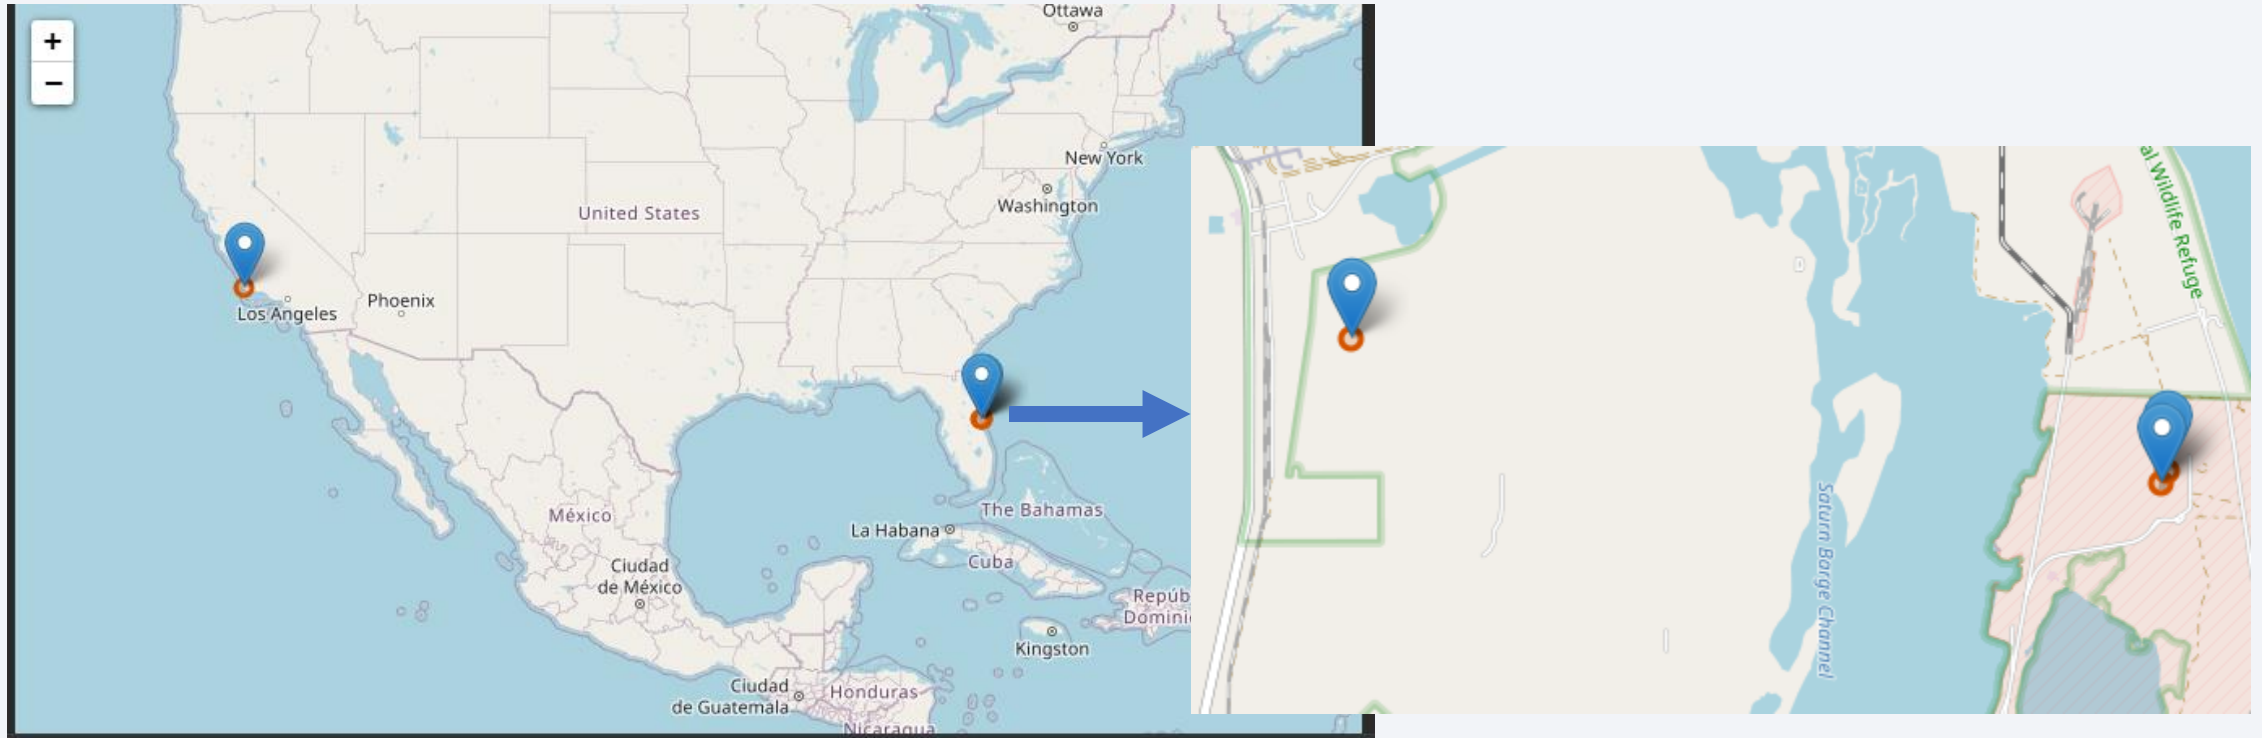 +
−
Ottawa
New York
Washington
United States
Phoenix
Los Angeles
The Bahamas
La Habana
México
Cuba
Ciudad
de México
Repúb
Domini
Kingston
Ciudad
de Guatemala
Honduras
Nicaragua
al Wildlife Refuge
Saturn Barge Channel